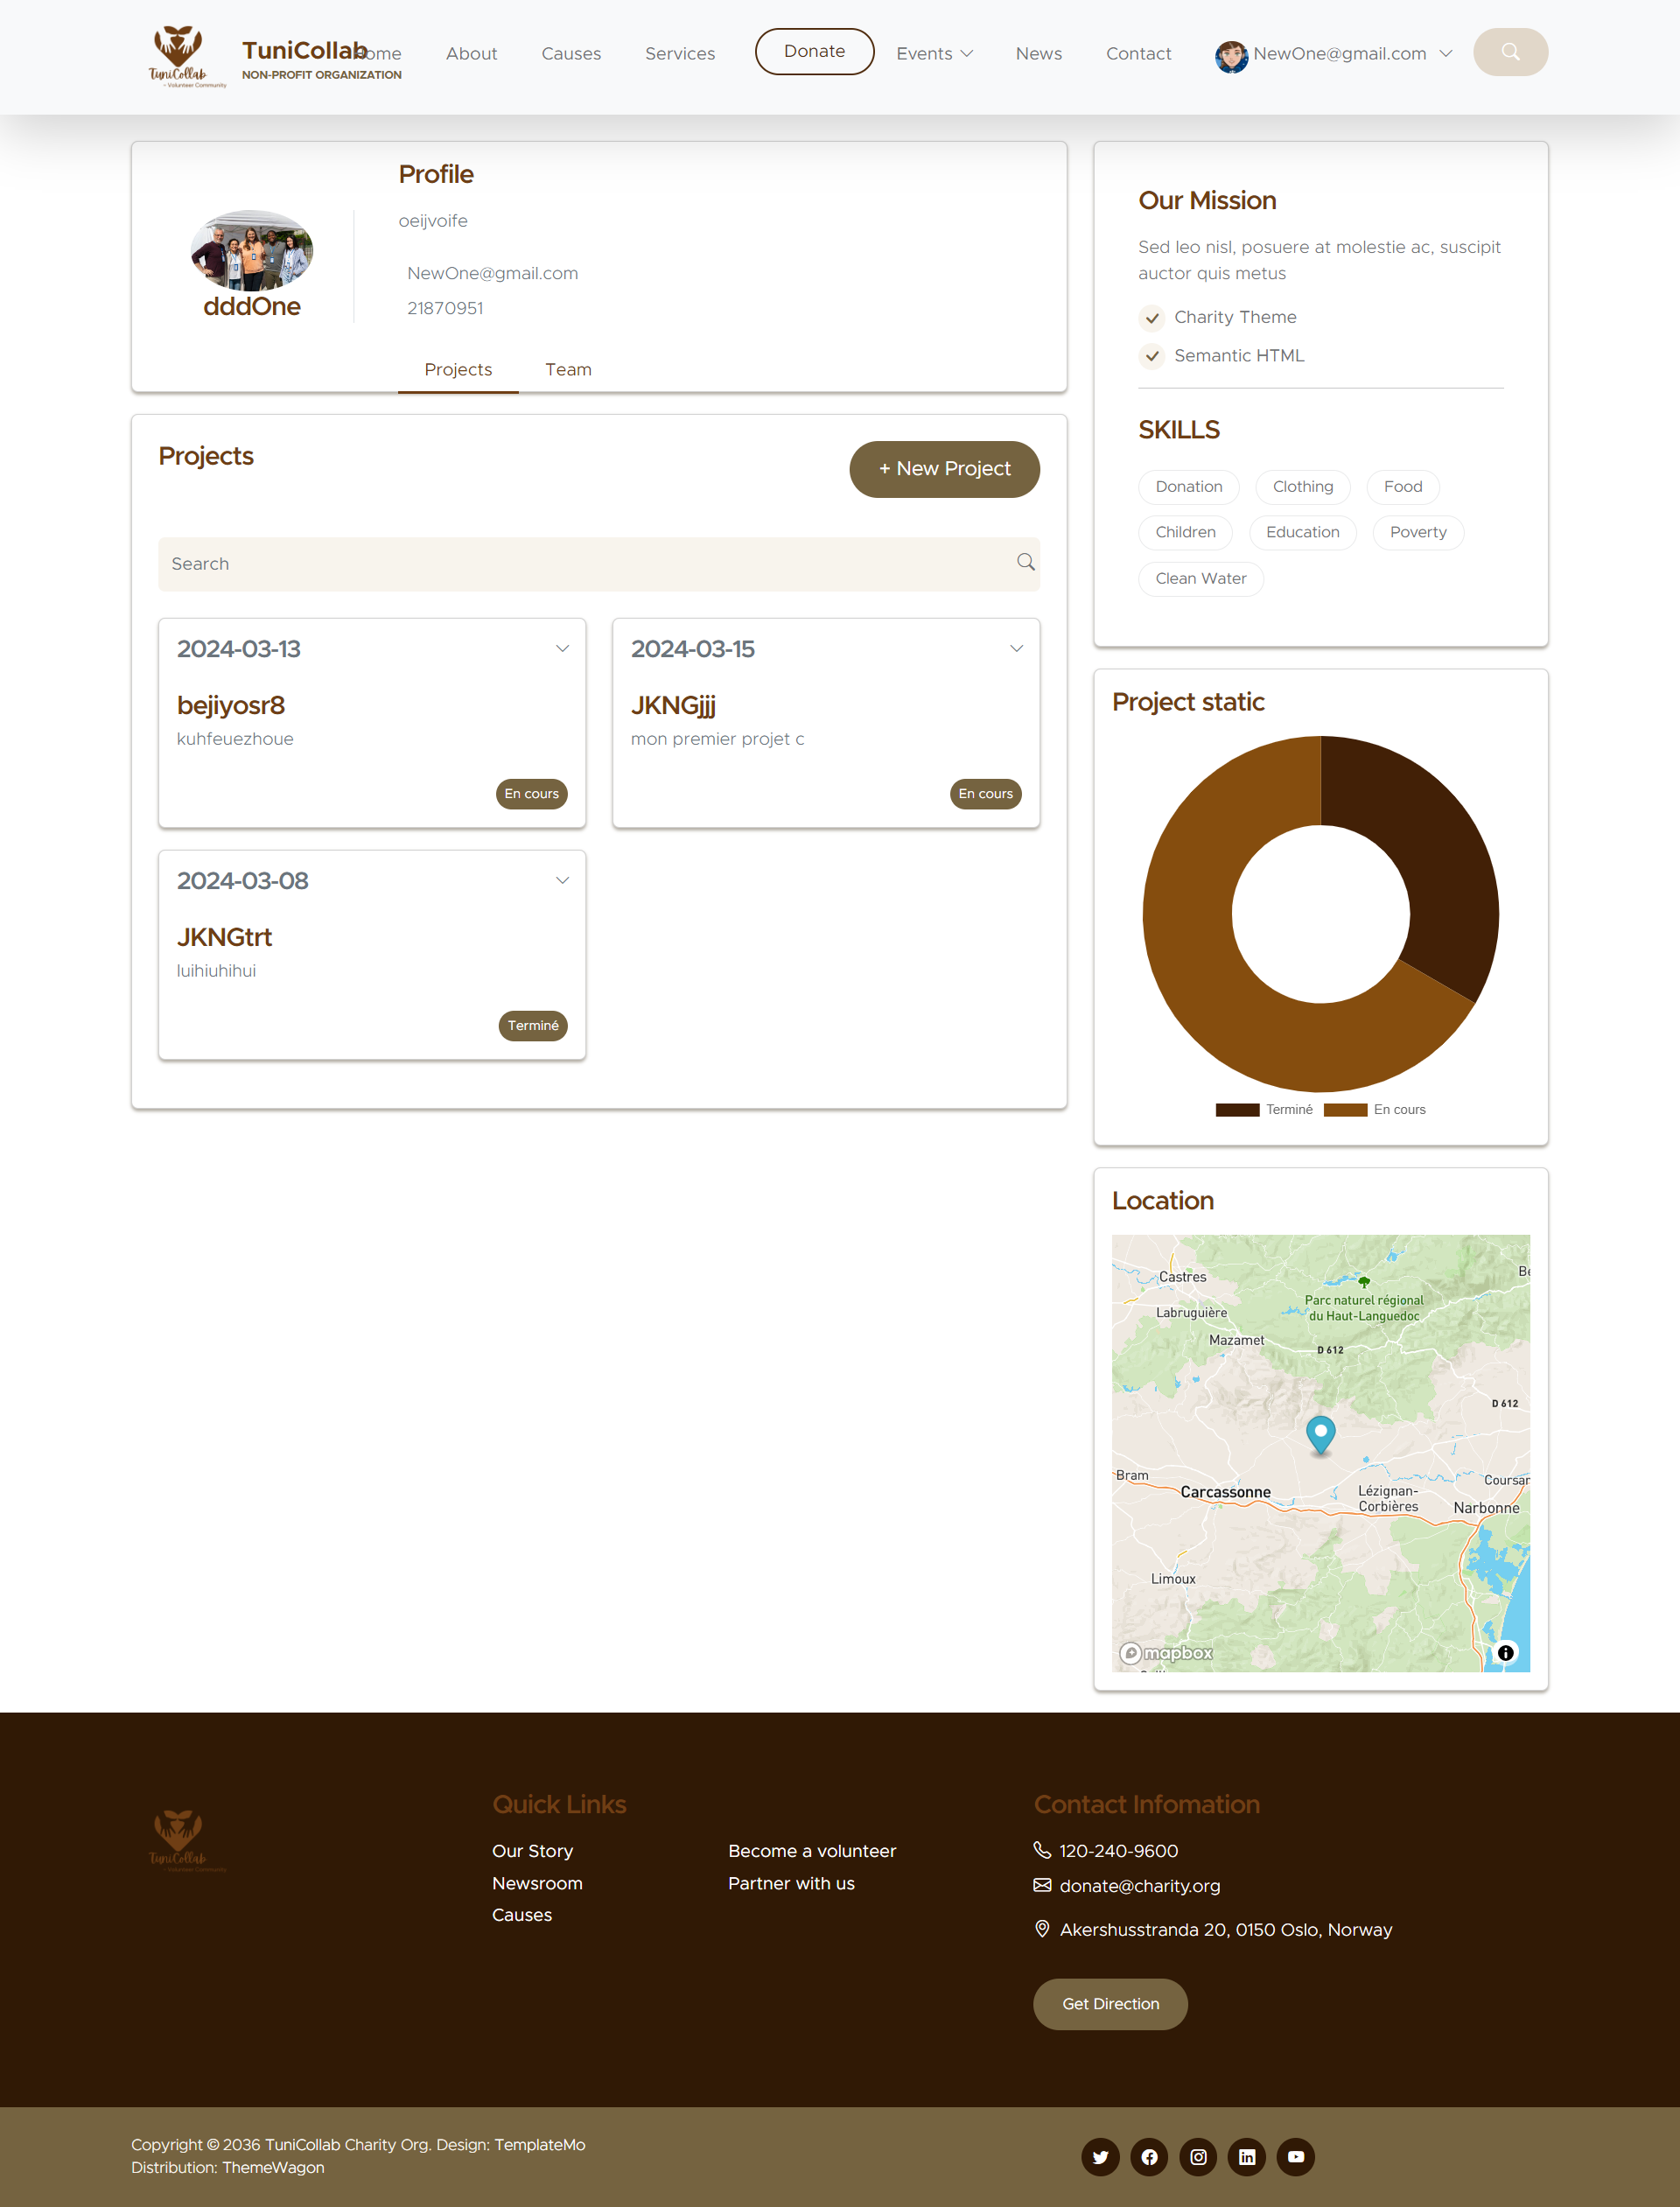 TuniCollab
~ Volunteer Community
TuniCollab
NON-PROFIT ORGANIZATION
Home
About
Causes
Services
Donate
Events
News
Contact
NewOne@gmail.com
dddOne
Profile
oeijvoife
NewOne@gmail.com
21870951
Projects
Team
Projects
+ New Project
Search
2024-03-13
bejiyosr8
kuhfeuezhoue
En cours
2024-03-15
JKNGjjj
mon premier projet c
En cours
2024-03-08
JKNGtrt
luihiuhihui
Terminé
Our Mission
Sed leo nisl, posuere at molestie ac, suscipit
auctor quis metus
Charity Theme
Semantic HTML
SKILLS
Donation
Clothing
Food
Children
Education
Poverty
Clean Water
Project static
Terminé
En cours
Location
Castres
Labruguière
Mazamet
Parc naturel régional
du Haut-Languedoc
D 612
D 612
Bram
Carcassonne
Lézignan-
Corbières
Coursan
Narbonne
Limoux
mapbox
TuniCollab
~ Volunteer Community
Quick Links
Our Story
Newsroom
Causes
Become a volunteer
Partner with us
Contact Infomation
120-240-9600
donate@charity.org
Akershusstranda 20, 0150 Oslo, Norway
Get Direction
Copyright © 2036 TuniCollab Charity Org. Design: TemplateMo
Distribution: ThemeWagon